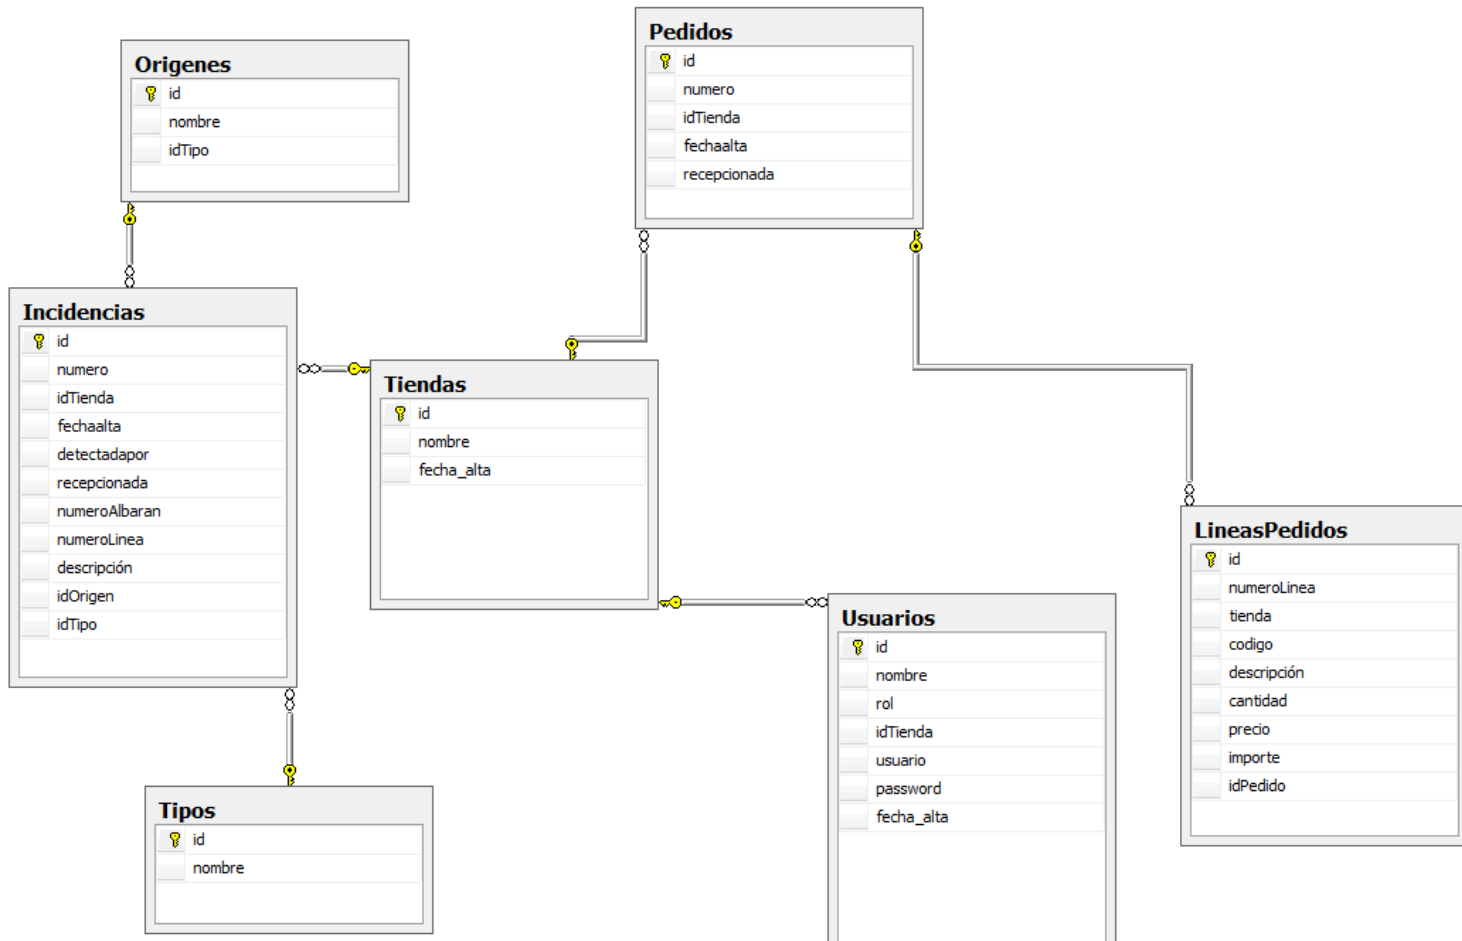 Origenes
id
nombre
idTipo
Pedidos
id
numero
idTienda
fechaalta
recepcionada
Incidencias
id
numero
idTienda
fechaalta
detectadapor
recepcionada
numeroAlbaran
numeroLinea
descripción
idOrigen
idTipo
Tiendas
id
nombre
fecha_alta
LineasPedidos
id
numeroLinea
tienda
codigo
descripción
cantidad
precio
importe
idPedido
Usuarios
id
nombre
rol
idTienda
usuario
password
fecha_alta
Tipos
id
nombre